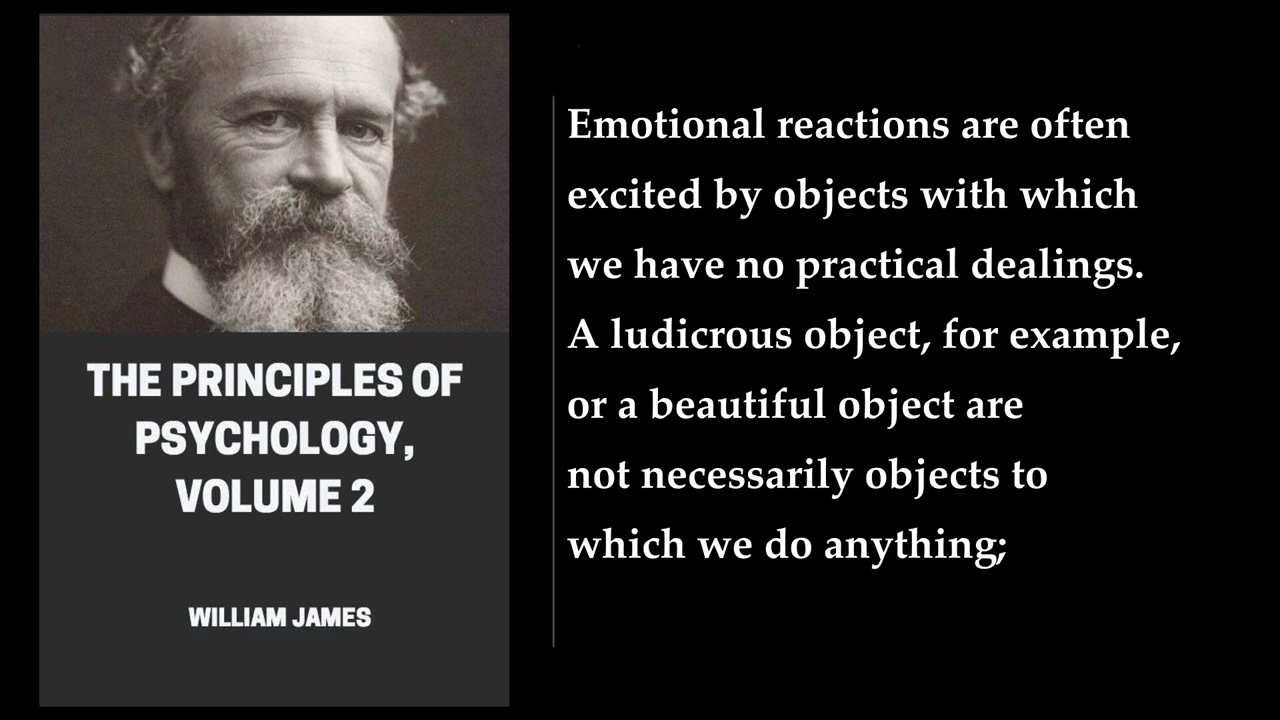 THE PRINCIPLES OF
PSYCHOLOGY,
VOLUME 2
WILLIAM JAMES
Emotional reactions are often
excited by objects with which
we have no practical dealings.
A ludicrous object, for example,
or a beautiful object are
not necessarily objects to
which we do anything;